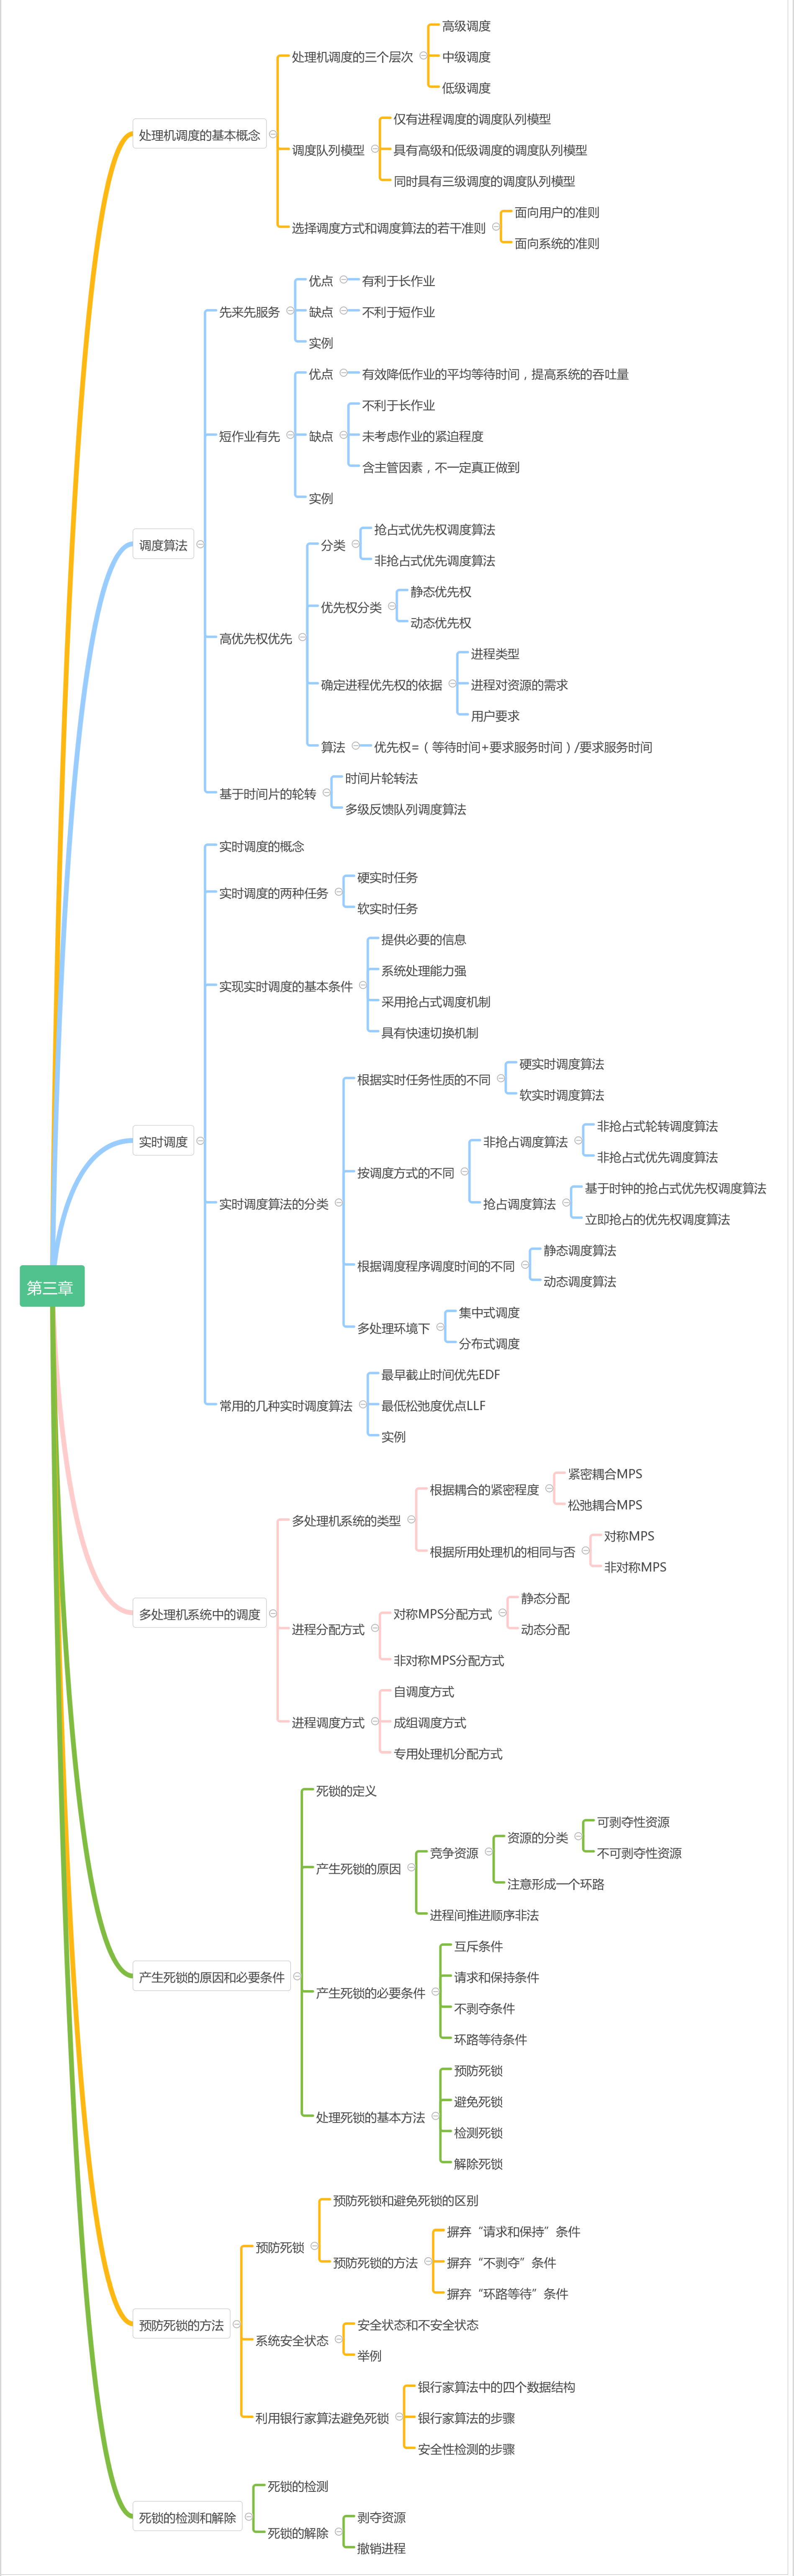 第三章
处理机调度的基本概念
处理机调度的三个层次
高级调度
中级调度
低级调度
调度队列模型
仅有进程调度的调度队列模型
具有高级和低级调度的调度队列模型
同时具有三级调度的调度队列模型
选择调度方式和调度算法的若干准则
面向用户的准则
面向系统的准则
调度算法
先来先服务
优点
有利于长作业
缺点
不利于短作业
实例
短作业有先
优点
有效降低作业的平均等待时间，提高系统的吞吐量
缺点
不利于长作业
未考虑作业的紧迫程度
含主管因素，不一定真正做到
实例
高优先权优先
分类
抢占式优先权调度算法
非抢占式优先调度算法
优先权分类
静态优先权
动态优先权
确定进程优先权的依据
进程类型
进程对资源的需求
用户要求
算法
优先权=（等待时间+要求服务时间）/要求服务时间
基于时间片的轮转
时间片轮转法
多级反馈队列调度算法
实时调度
实时调度的概念
实时调度的两种任务
硬实时任务
软实时任务
实现实时调度的基本条件
提供必要的信息
系统处理能力强
采用抢占式调度机制
具有快速切换机制
实时调度算法的分类
根据实时任务性质的不同
硬实时调度算法
软实时调度算法
按调度方式的不同
非抢占调度算法
非抢占式轮转调度算法
非抢占式优先调度算法
抢占调度算法
基于时钟的抢占式优先权调度算法
立即抢占的优先权调度算法
根据调度程序调度时间的不同
静态调度算法
动态调度算法
多处理环境下
集中式调度
分布式调度
常用的几种实时调度算法
最早截止时间优先EDF
最低松弛度优点LLF
实例
多处理机系统中的调度
多处理机系统的类型
根据耦合的紧密程度
紧密耦合MPS
松弛耦合MPS
根据所用处理机的相同与否
对称MPS
非对称MPS
进程分配方式
对称MPS分配方式
静态分配
动态分配
非对称MPS分配方式
进程调度方式
自调度方式
成组调度方式
专用处理机分配方式
产生死锁的原因和必要条件
死锁的定义
产生死锁的原因
竞争资源
资源的分类
可剥夺性资源
不可剥夺性资源
注意形成一个环路
进程间推进顺序非法
产生死锁的必要条件
互斥条件
请求和保持条件
不剥夺条件
环路等待条件
处理死锁的基本方法
预防死锁
避免死锁
检测死锁
解除死锁
预防死锁的方法
预防死锁
预防死锁和避免死锁的区别
预防死锁的方法
摒弃“请求和保持”条件
摒弃“不剥夺”条件
摒弃“环路等待”条件
系统安全状态
安全状态和不安全状态
举例
利用银行家算法避免死锁
银行家算法中的四个数据结构
银行家算法的步骤
安全性检测的步骤
死锁的检测和解除
死锁的检测
死锁的解除
剥夺资源
撤销进程